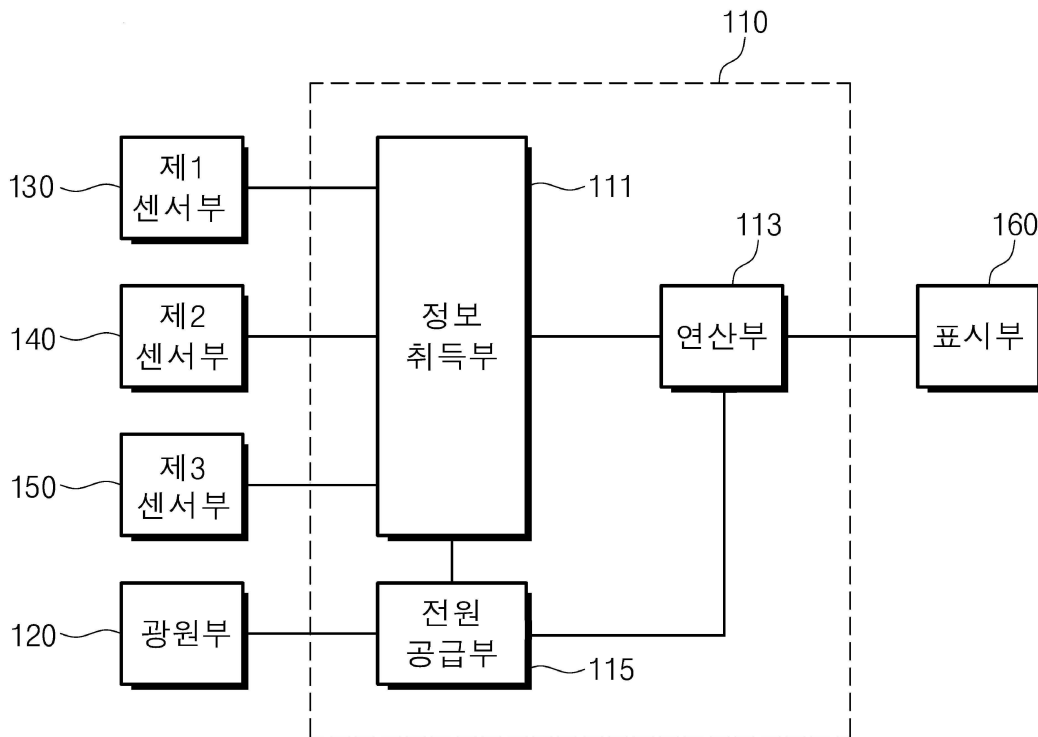 110
제1
센서부
130
111
113
160
제2
센서부
140
정보
취득부
연산부
표시부
제3
센서부
150
광원부
120
전원
공급부
115